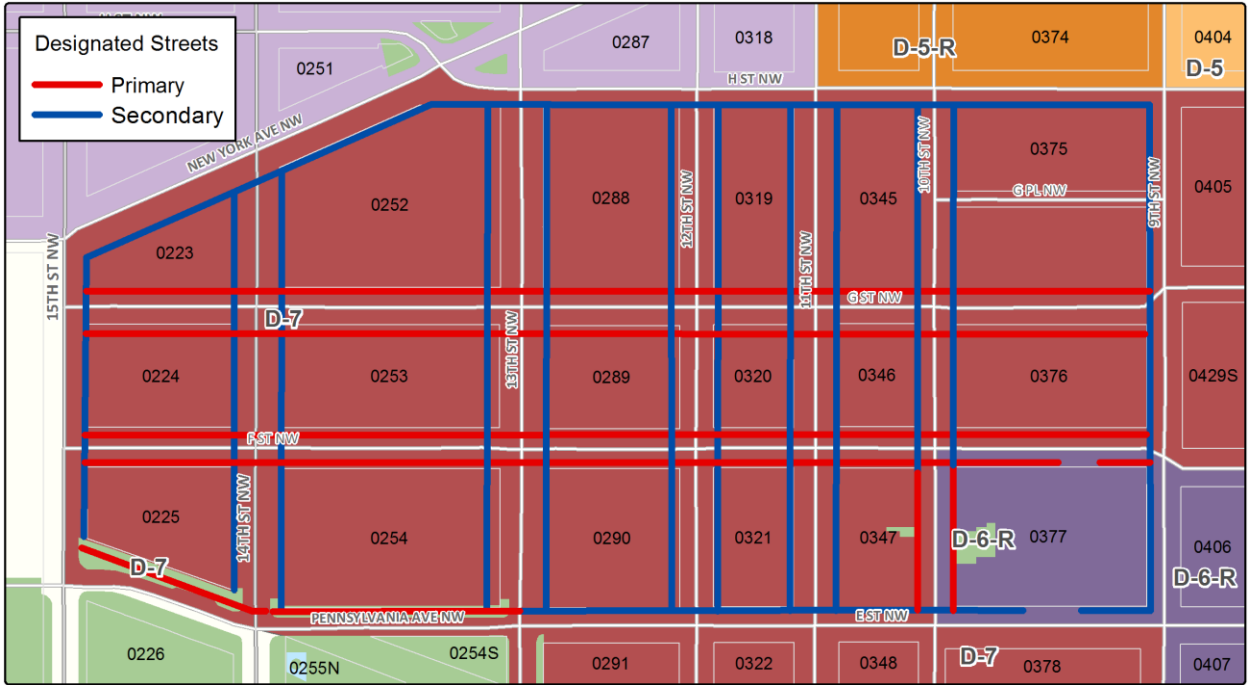 H ST NW
Designated Streets
Primary
Secondary
0251
0287
0318
D-5-R
0374
0404
D-5
H ST NW
NEW YORK AVE NW
0252
0288
12TH ST NW
0319
0345
10TH ST NW
0375
G PL NW
9TH ST NW
0405
15TH ST NW
0223
11TH ST NW
G ST NW
D-7
13TH ST NW
0224
0253
0289
0320
0346
0376
0429S
F ST NW
0225
14TH ST NW
0254
0290
0321
0347
D-6-R
0377
0406
D-6-R
D-7
PENNSYLVANIA AVE NW
E ST NW
0226
0255N
0254S
0291
0322
0348
D-7
0378
0407